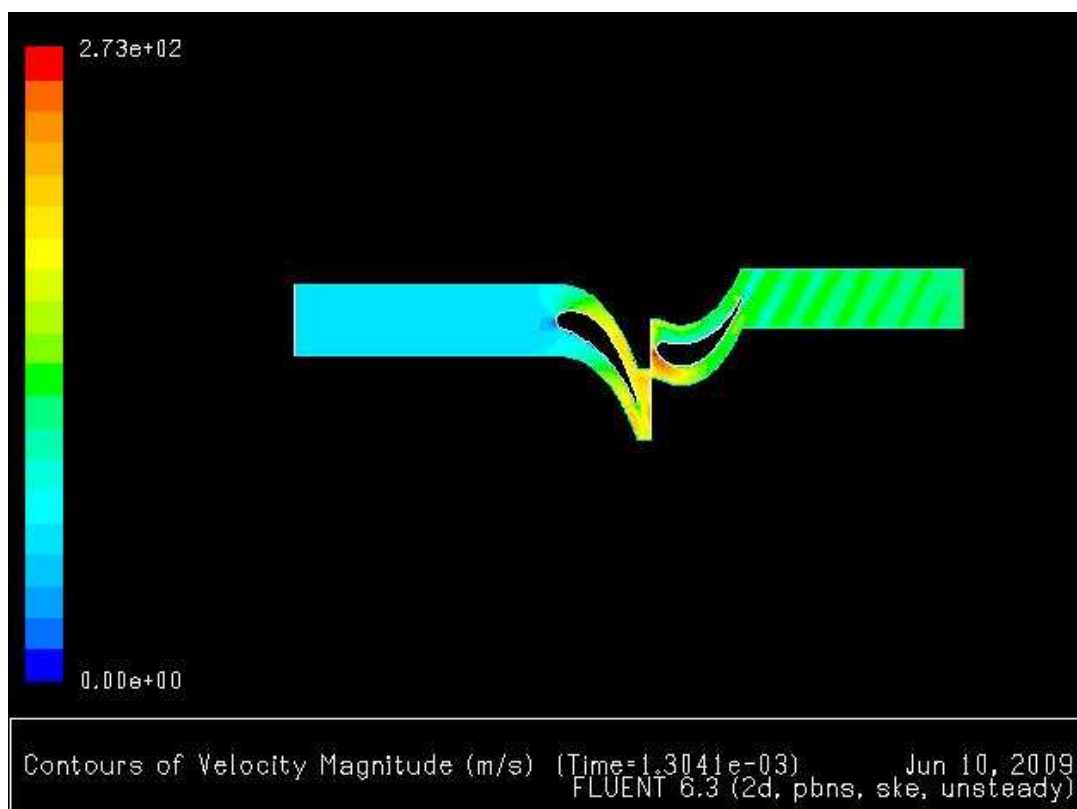 2.73e+02
0.00e+00
Contours of Velocity Magnitude (m/s) (Time=1.3041e-03) Jun 10, 2009
FLUENT 6.3 (2d, pbns, ske, unsteady)